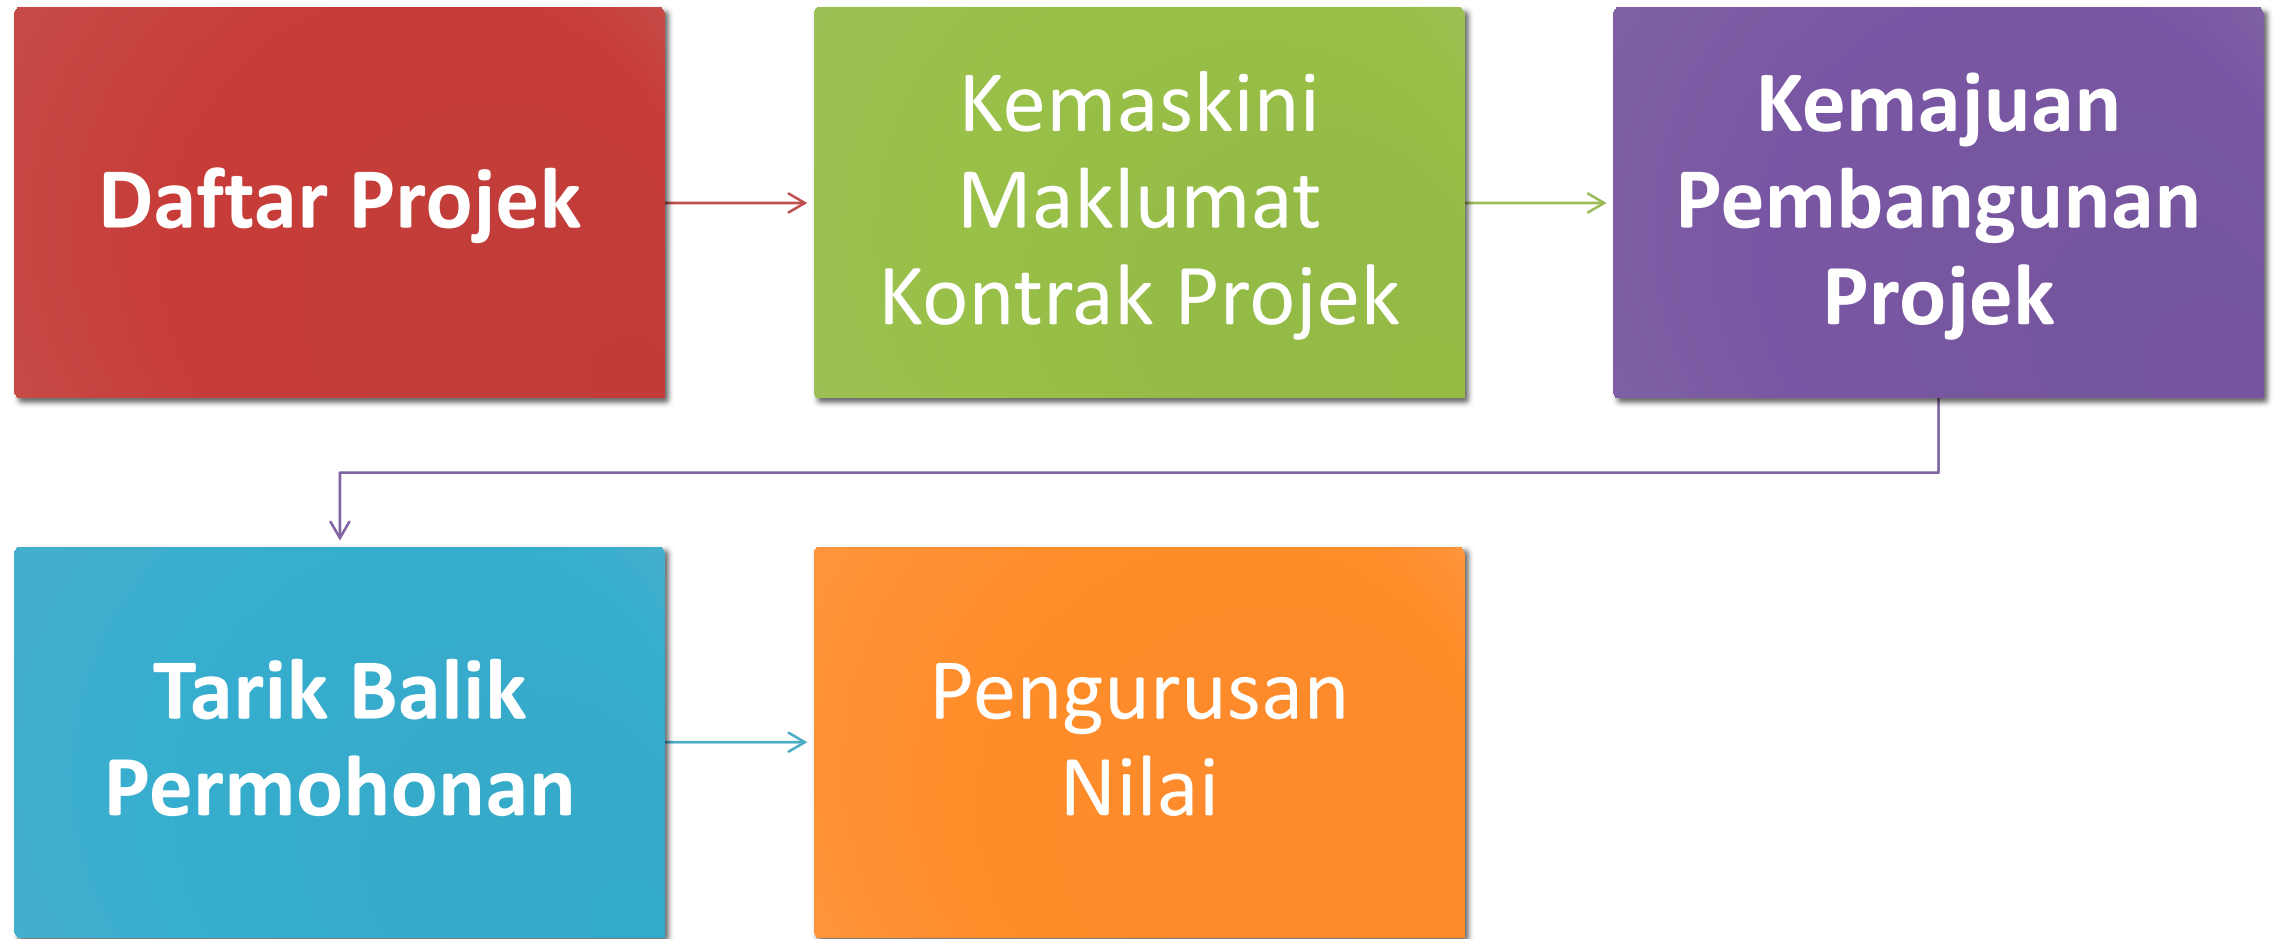 Daftar Projek
Kemaskini
Maklumat
Kontrak Projek
Kemajuan
Pembangunan
Projek
Tarik Balik
Permohonan
Pengurusan
Nilai